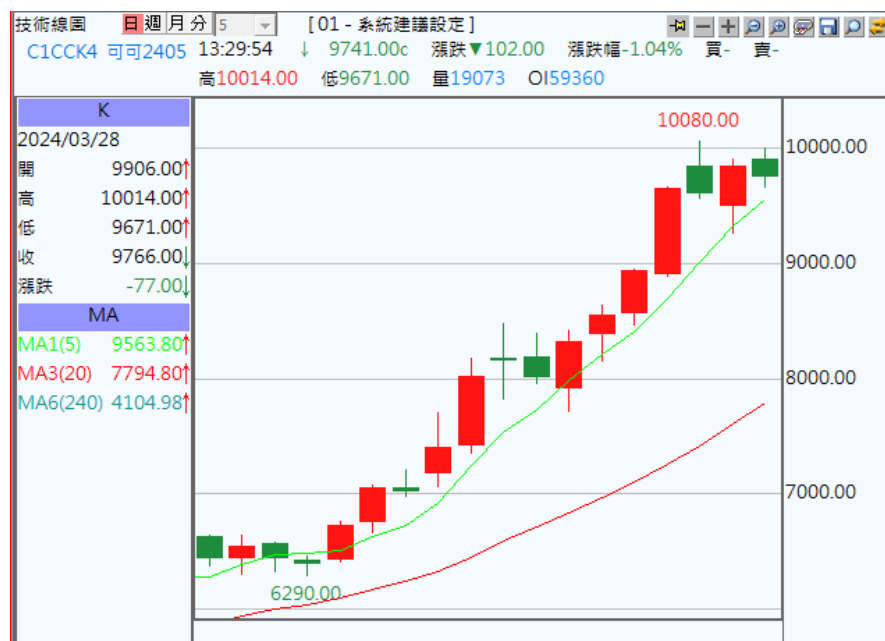 技術線圖 日 週 月 分 5 [ 01 - 系統建議設定 ]
C1CCK4 可可2405 13:29:54 ↓ 9741.00c 漲跌▼102.00 漲跌幅-1.04% 買- 賣-
高10014.00 低9671.00 量19073 OI59360
K
2024/03/28
開 9906.00↑
高 10014.00↑
低 9671.00↑
收 9766.00↓
漲跌 -77.00↓
MA
MA1(5) 9563.80↑
MA3(20) 7794.80↑
MA6(240) 4104.98↑
10080.00
10000.00
9000.00
8000.00
7000.00
6290.00